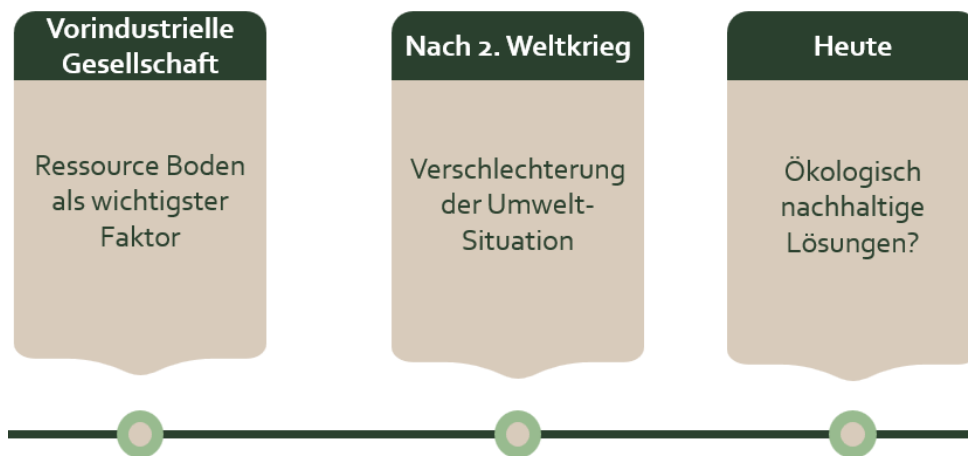 Vorindustrielle
Gesellschaft
Ressource Boden
als wichtigster
Faktor
Nach 2. Weltkrieg
Verschlechterung
der Umwelt-
Situation
Heute
Ökologisch
nachhaltige
Lösungen?